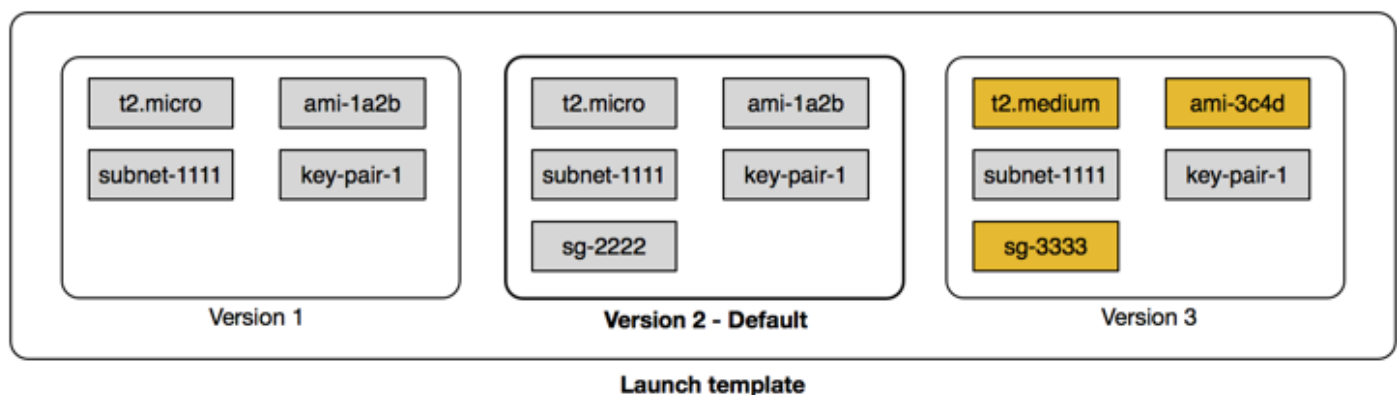 t2.micro
ami-1a2b
subnet-1111
key-pair-1
Version 1
t2.micro
ami-1a2b
subnet-1111
key-pair-1
sg-2222
Version 2 - Default
t2.medium
ami-3c4d
subnet-1111
key-pair-1
sg-3333
Version 3
Launch template